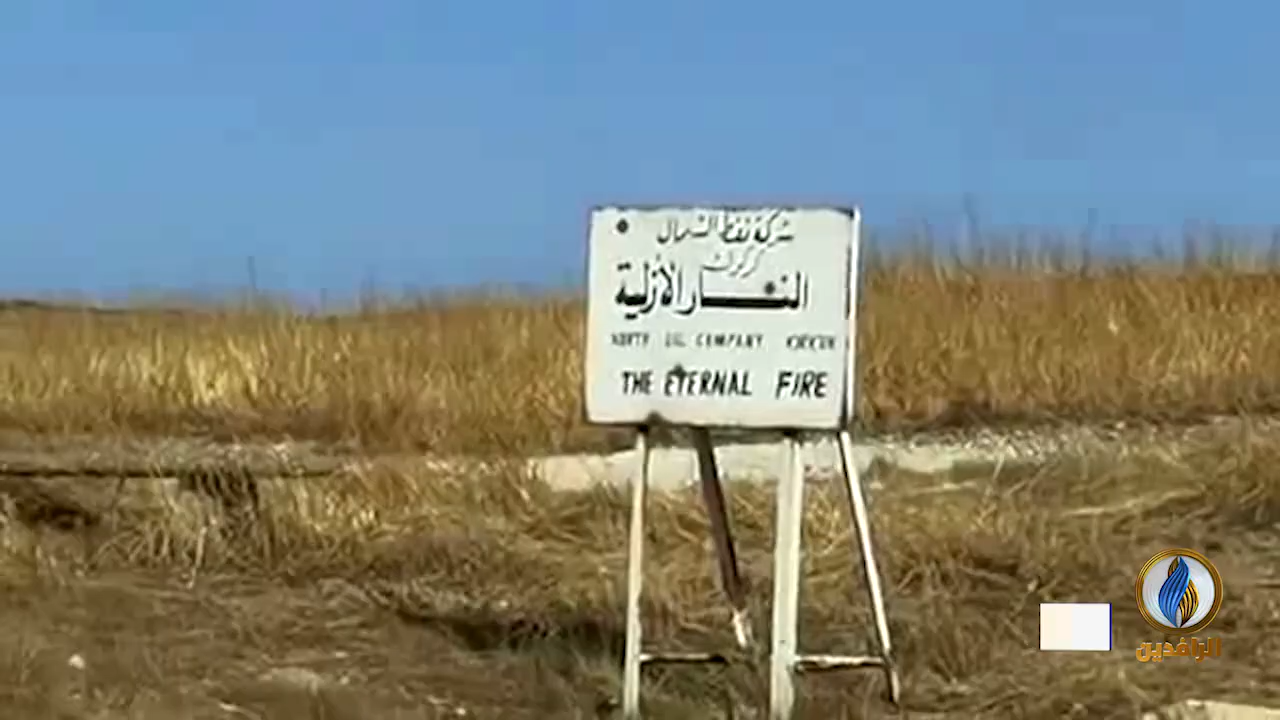 شركة نفط الشمال
كركوك
النار الأزلية
NORTH OIL COMPANY KIRKUK
THE ETERNAL FIRE
الرافدين